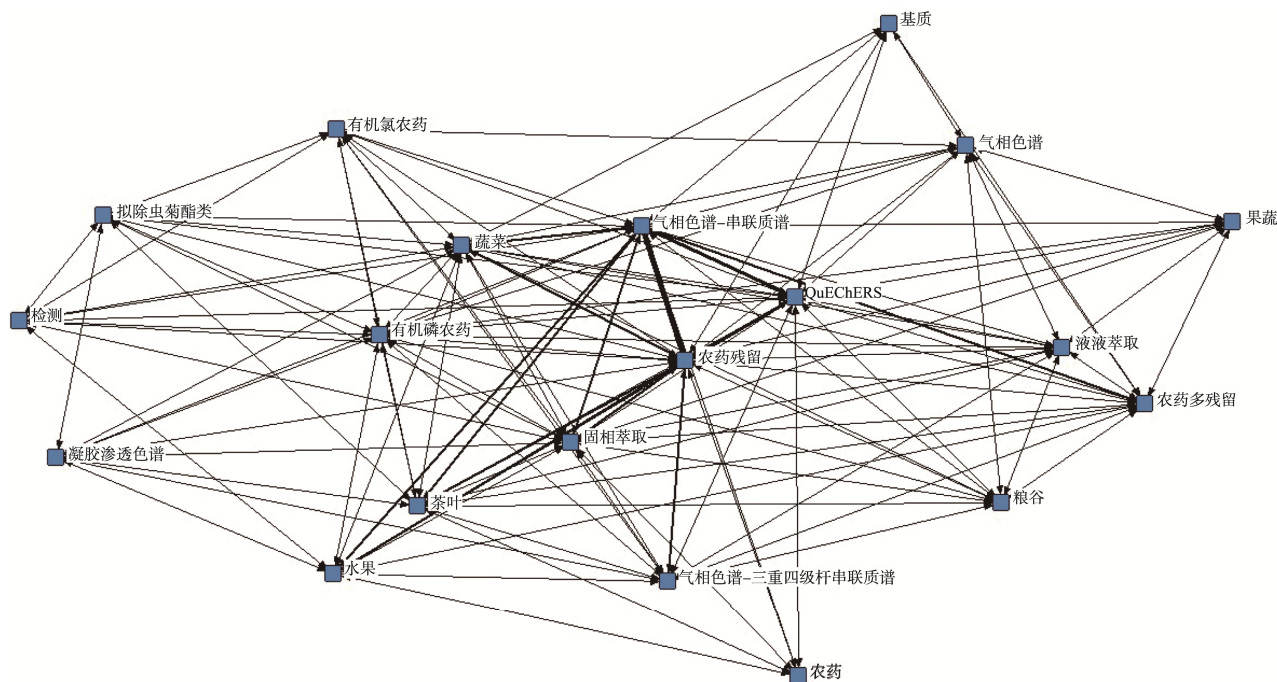 基质
有机氯农药
气相色谱
拟除虫菊酯类
果蔬
气相色谱-串联质谱
蔬菜
QuEChERS
检测
有机磷农药
液液萃取
农药残留
农药多残留
固相萃取
凝胶渗透色谱
茶叶
粮谷
水果
气相色谱-三重四级杆串联质谱
农药